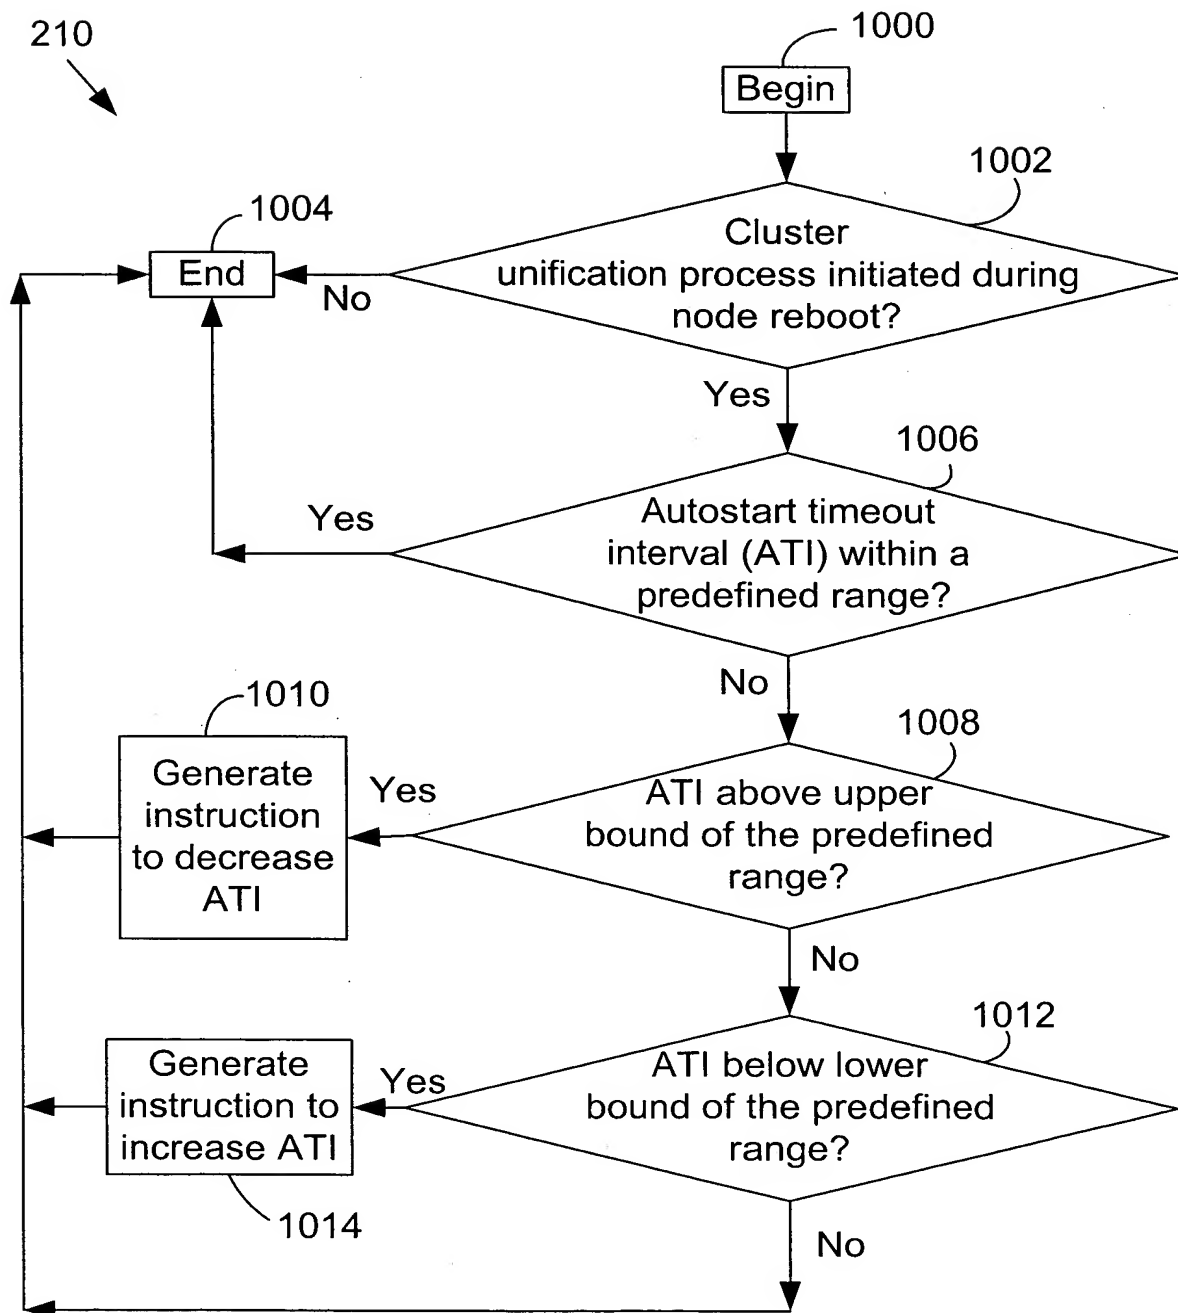 210
1000
Begin
1002
1004
Cluster
unification process initiated during
node reboot?
End
No
Yes
1006
Autostart timeout
interval (ATI) within a
predefined range?
Yes
No
1010
1008
Generate
instruction
to decrease
ATI
Yes
ATI above upper
bound of the predefined
range?
No
1012
Generate
instruction to
increase ATI
Yes
ATI below lower
bound of the predefined
range?
1014
No